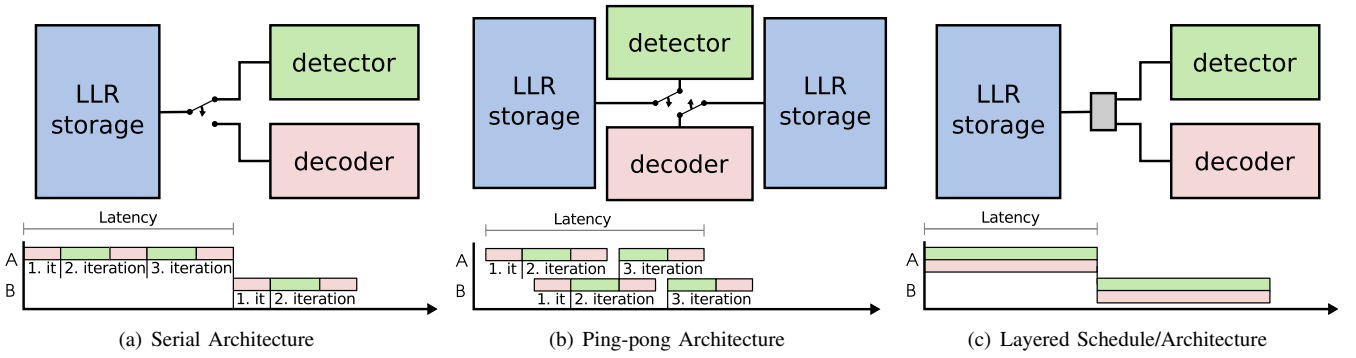 LLR
storage
detector
decoder
Latency
A
1. it 2. iteration 3. iteration
B
1. it 2. iteration
(a) Serial Architecture
LLR
storage
detector
decoder
LLR
storage
Latency
A
1. it 2. iteration 3. iteration
B
1. it 2. iteration 3. iteration
(b) Ping-pong Architecture
LLR
storage
detector
decoder
Latency
A
B
(c) Layered Schedule/Architecture